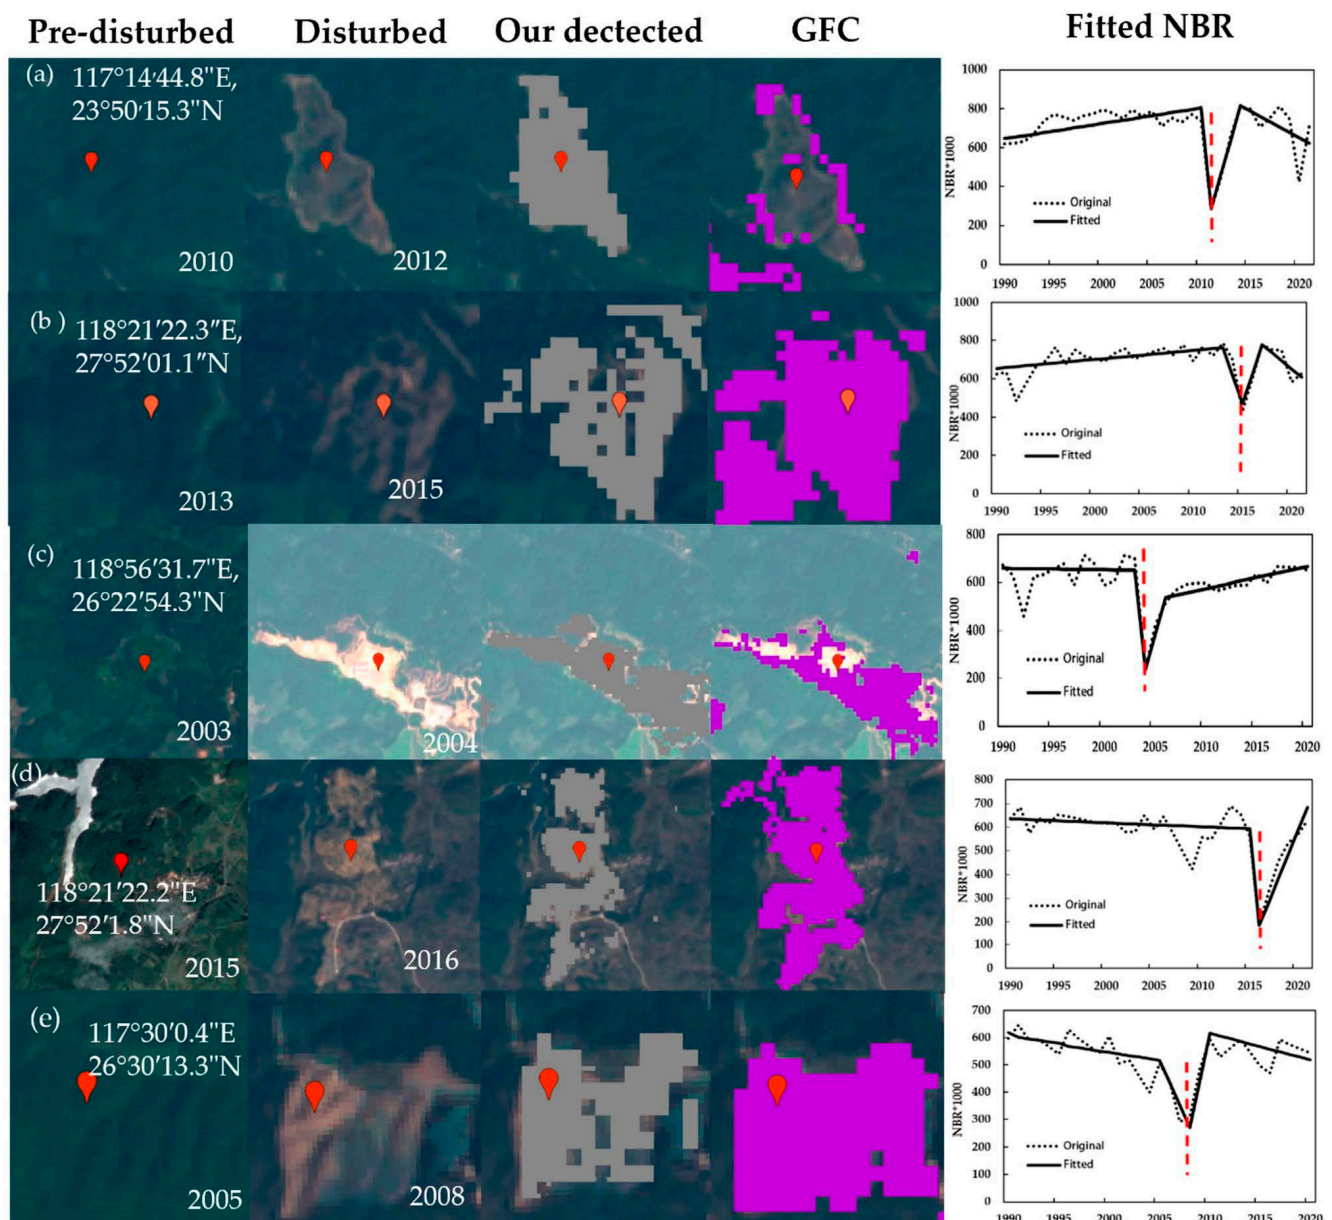 Pre-disturbed Disturbed Our dectected GFC Fitted NBR
(a) 117°14′44.8"E,
23°50′15.3"N
2010
2012
NBR*1000
1000
800
600
400
200
0
Original
Fitted
1990 1995 2000 2005 2010 2015 2020
(b ) 118°21′22.3"E,
27°52′01.1"N
2013
2015
NBR*1000
1000
800
600
400
200
0
Original
Fitted
1990 1995 2000 2005 2010 2015 2020
(c) 118°56′31.7"E,
26°22′54.3"N
2003
2004
NBR*1000
800
600
400
200
0
Original
Fitted
1990 1995 2000 2005 2010 2015 2020
(d)
118°21′22.2"E
27°52′1.8"N
2015
2016
NBR*1000
800
700
600
500
400
300
200
100
0
Original
Fitted
1990 1995 2000 2005 2010 2015 2020
(e) 117°30′0.4"E
26°30′13.3"N
2005
2008
NBR*1000
700
600
500
400
300
200
100
0
Original
Fitted
1990 1995 2000 2005 2010 2015 2020